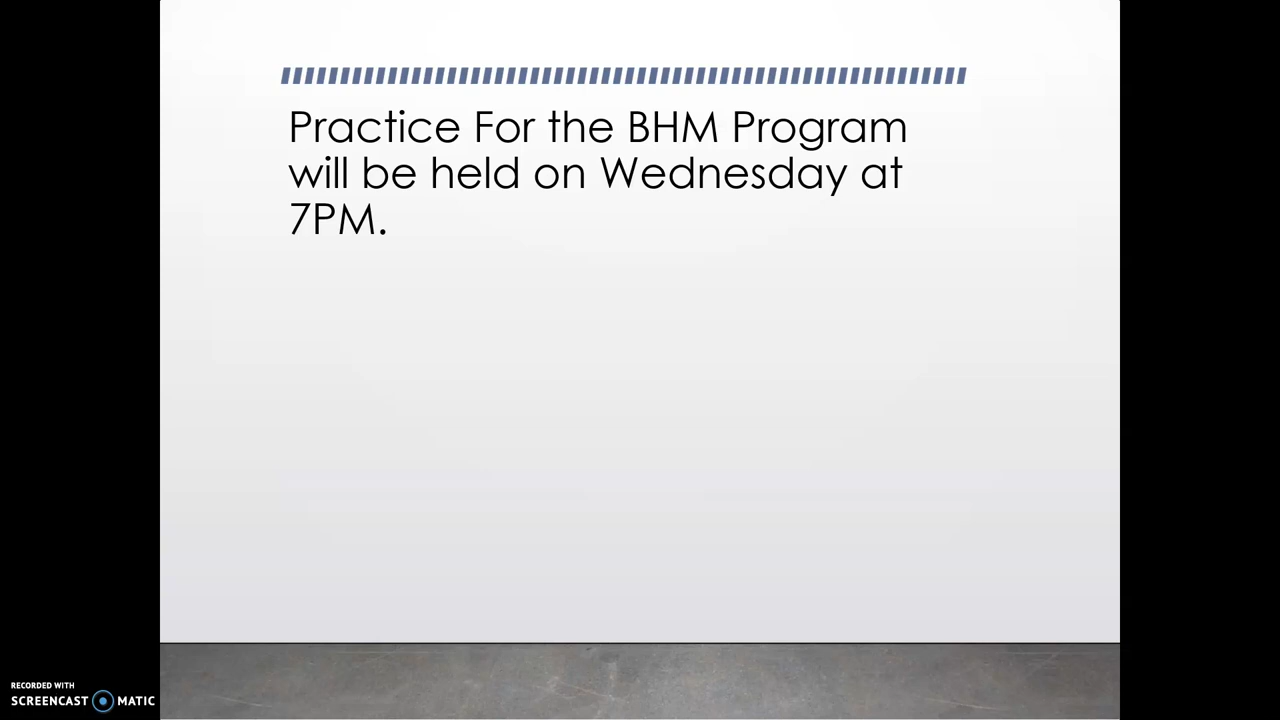 Practice For the BHM Program
will be held on Wednesday at
7PM.
RECORDED WITH
SCREENCAST MATIC